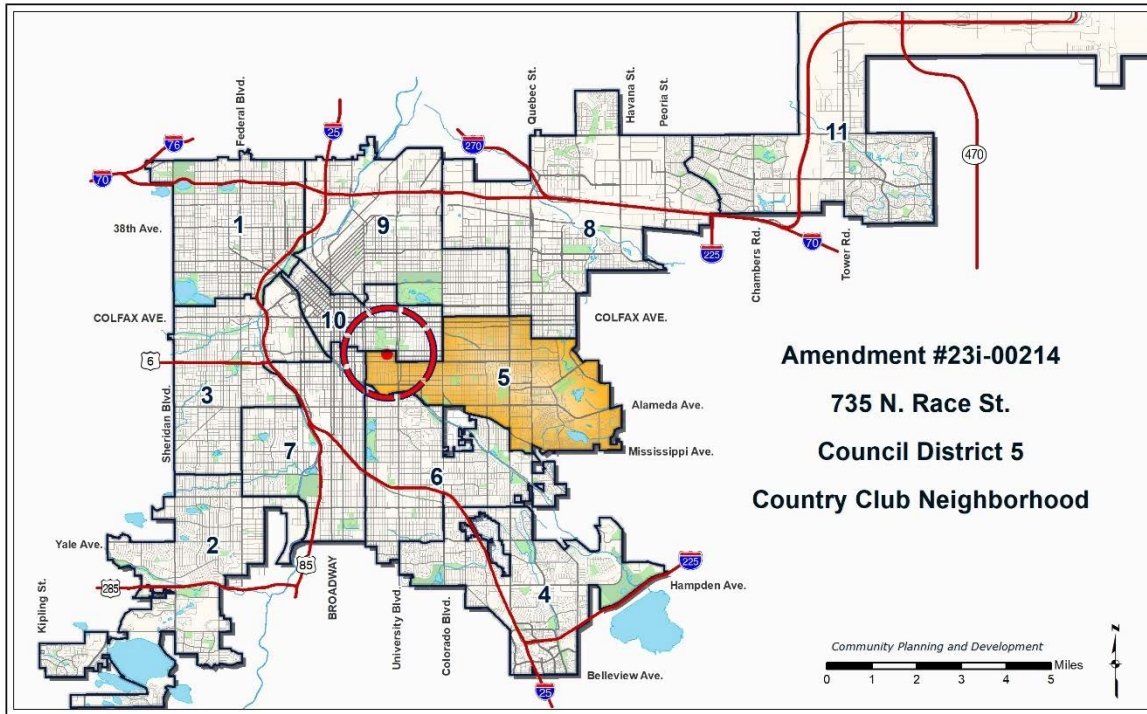 Federal Blvd.
Quebec St.
Havana St.
Peoria St.
25
76
270
70
11
470
1
9
38th Ave.
8
Chambers Rd.
Tower Rd.
225
70
COLFAX AVE.
10
COLFAX AVE.
6
Amendment #23i-00214
735 N. Race St.
Council District 5
Country Club Neighborhood
3
5
Sheridan Blvd.
Alameda Ave.
7
Mississippi Ave.
6
Yale Ave.
2
85
285
BROADWAY
University Blvd.
Colorado Blvd.
4
225
Hampden Ave.
Kipling St.
Belleview Ave.
25
Community Planning and Development
Miles
0 1 2 3 4 5
z